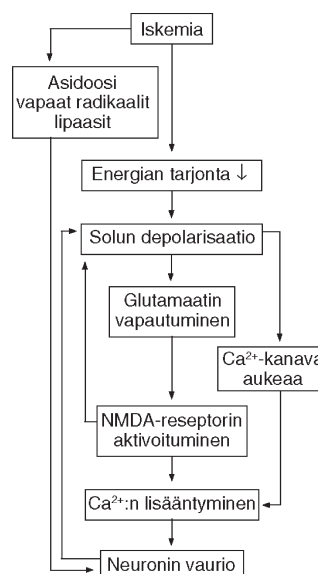 Iskemia
Asidoosi
vapaat radikaalit
lipaasit
Energian tarjonta ↓
Solun depolarisaatio
Glutamaatin
vapautuminen
Ca²⁺-kanava
aukeaa
NMDA-reseptorin
aktivoituminen
Ca²⁺:n lisääntyminen
Neuronin vaurio